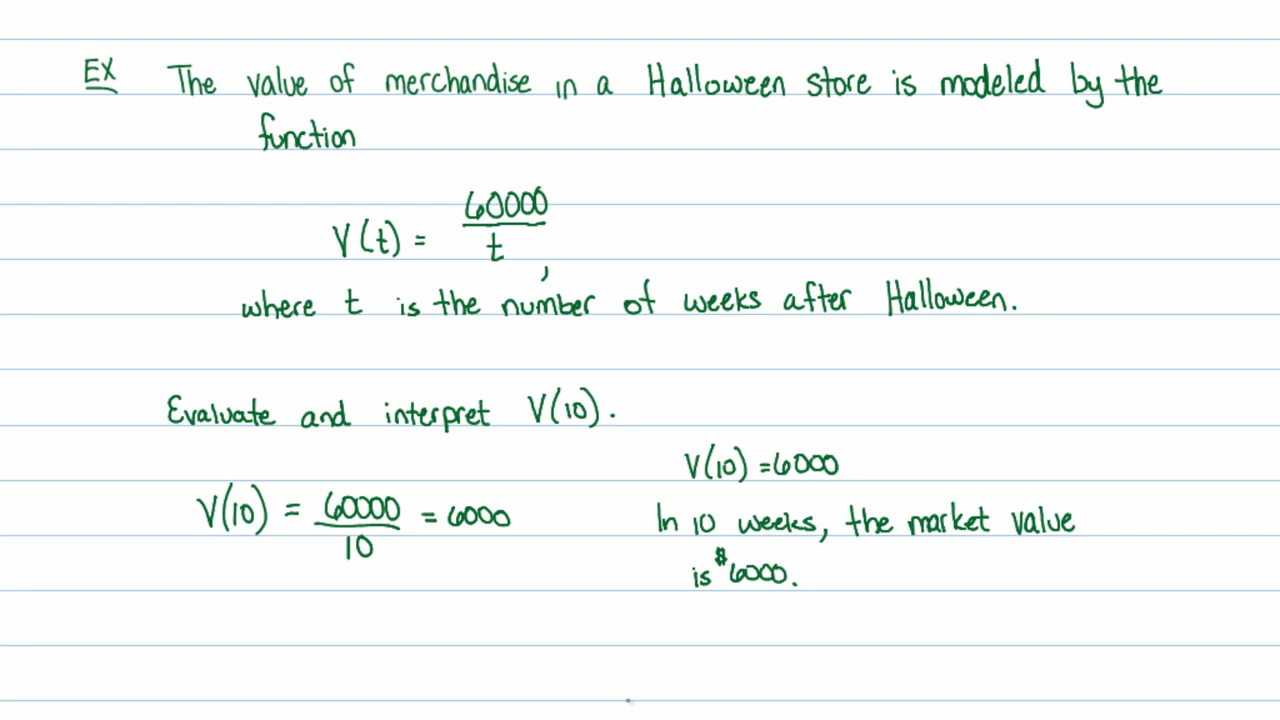 EX The value of merchandise in a Halloween store is modeled by the
function
V(t) = 60000/t,
where t is the number of weeks after Halloween.
Evaluate and interpret V(10).
V(10) = 60000/10 = 6000
V(10) = 6000
In 10 weeks, the market value
is $6000.